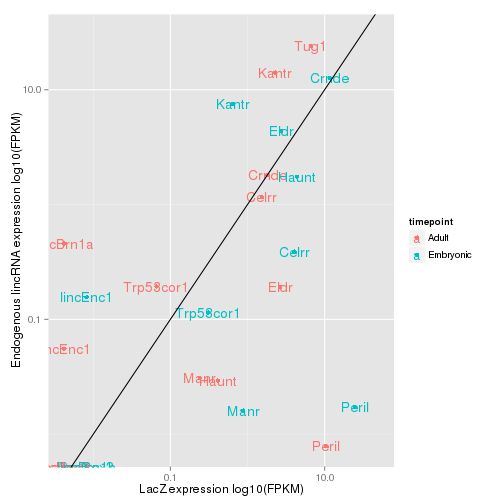 Tug1
Kantr
Crnde
Kantr
Eldr
Crnde
Haunt
Celrr
ncBrn1a
Celrr
Trp53cor1
Eldr
lincEnc1
Trp53cor1
ncEnc1
Manr
Haunt
Manr
Peril
Peril
10.0
0.1
0.1
10.0
LacZ expression log10(FPKM)
Endogenous lincRNA expression log10(FPKM)
timepoint
a Adult
a Embryonic